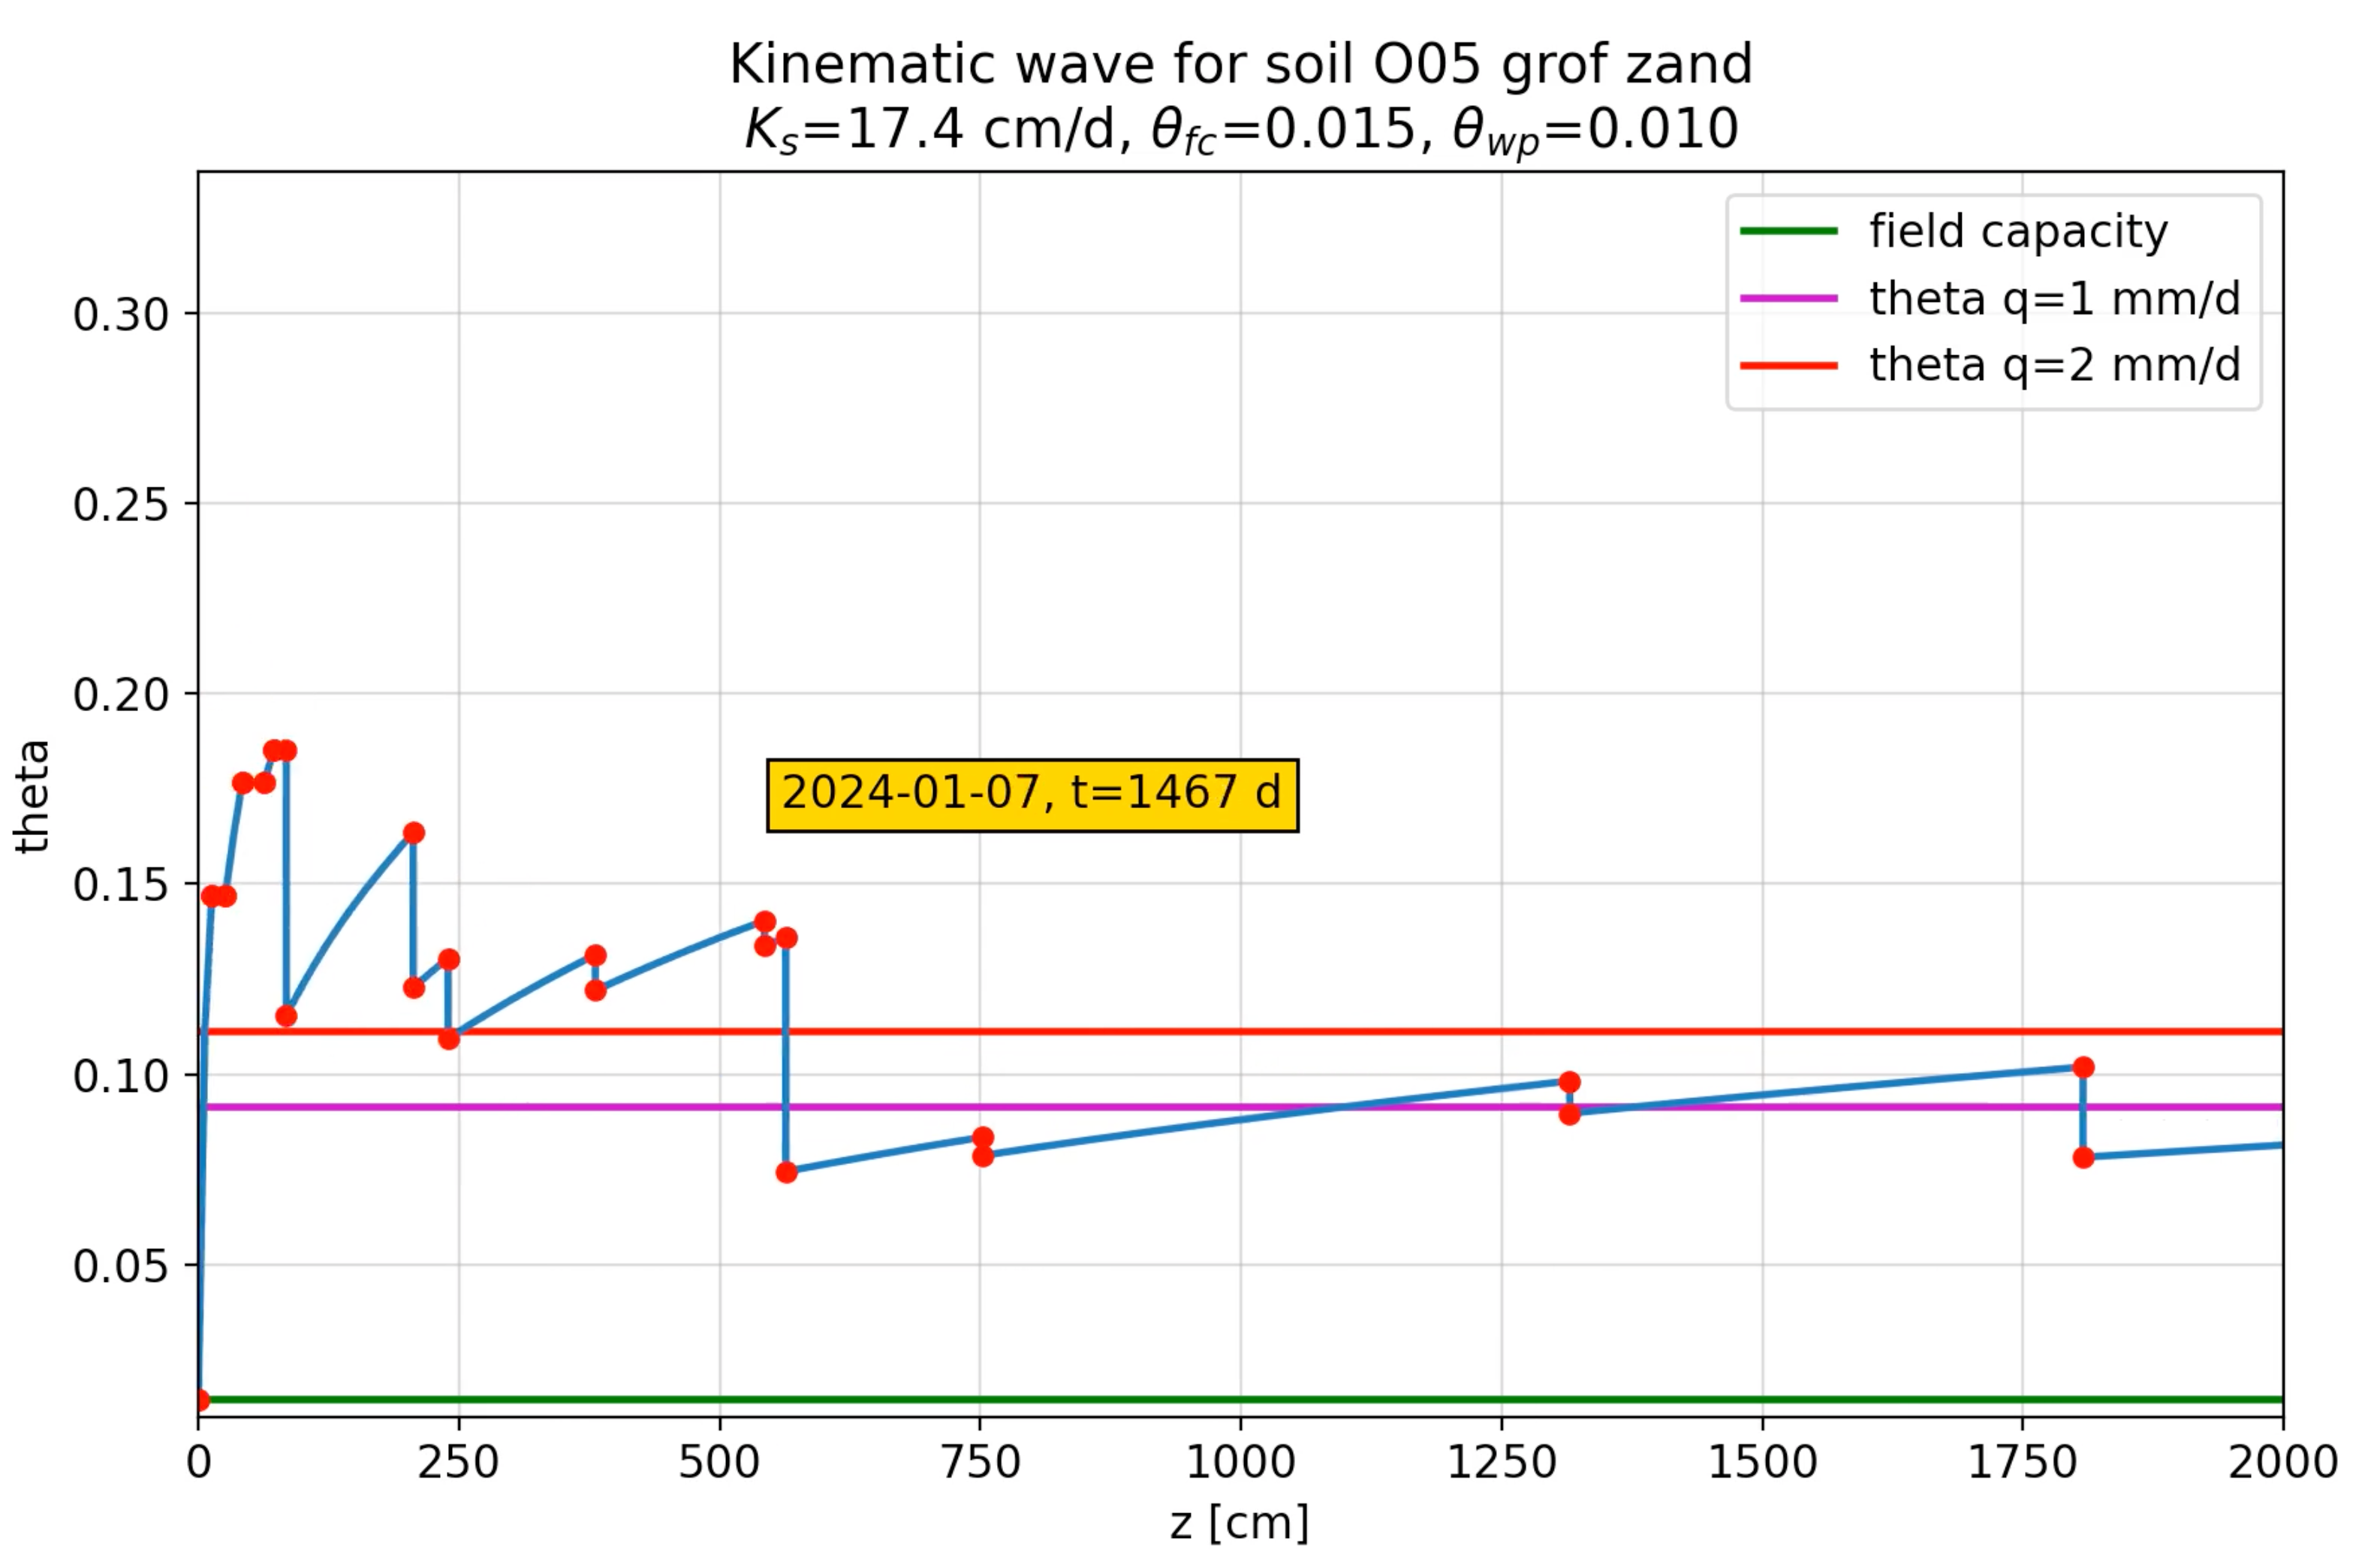 Kinematic wave for soil O05 grof zand
Ks=17.4 cm/d, θfc=0.015, θwp=0.010
field capacity
theta q=1 mm/d
theta q=2 mm/d
0.30
0.25
0.20
0.15
0.10
0.05
theta
2024-01-07, t=1467 d
0 250 500 750 1000 1250 1500 1750 2000
z [cm]